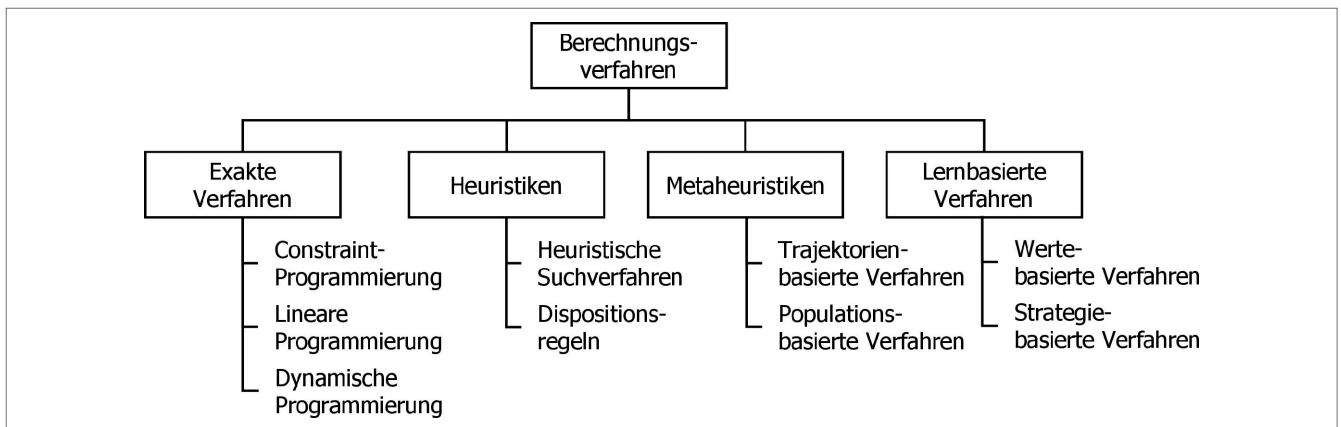 Berechnungs-
verfahren
Exakte
Verfahren
Heuristiken
Metaheuristiken
Lernbasierte
Verfahren
Constraint-
Programmierung
Lineare
Programmierung
Dynamische
Programmierung
Heuristische
Suchverfahren
Dispositions-
regeln
Trajektorien-
basierte Verfahren
Populations-
basierte Verfahren
Werte-
basierte Verfahren
Strategie-
basierte Verfahren